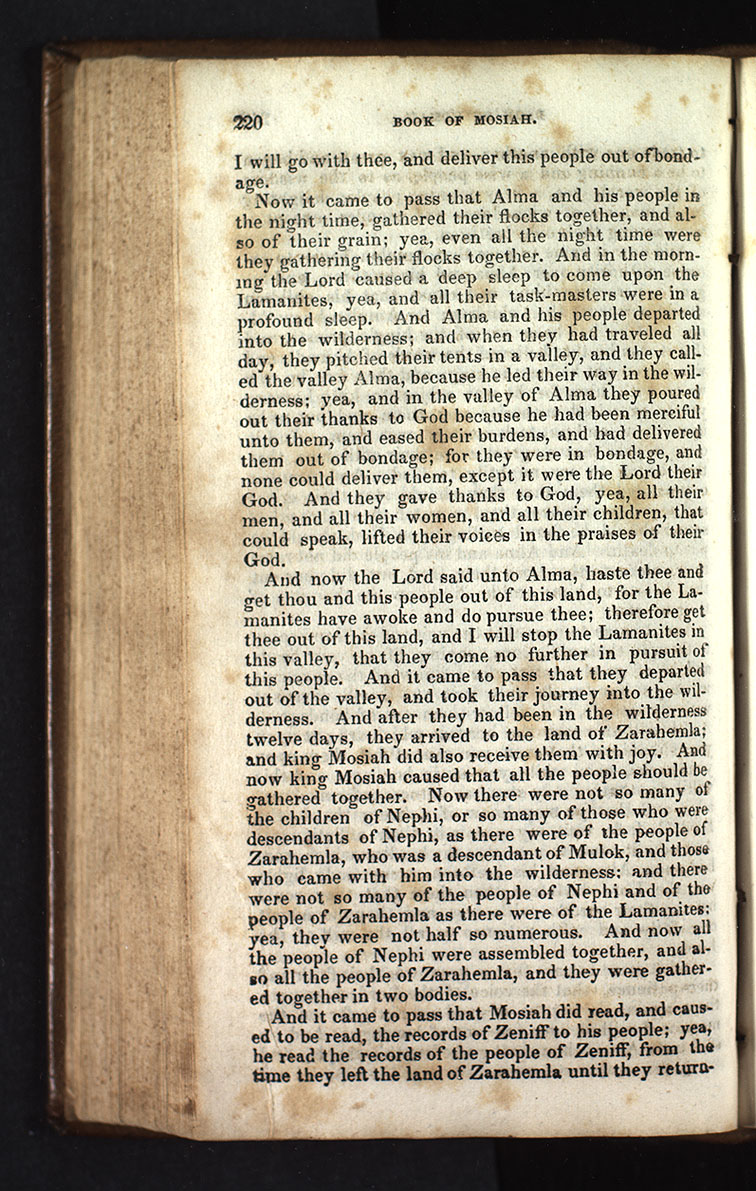 220 BOOK OF MOSIAH.
I will go with thee, and deliver this people out of bond-
age.
Now it came to pass that Alma and his people in
the night time, gathered their flocks together, and al-
so of their grain; yea, even all the night time were
they gathering their flocks together. And in the morn-
ing the Lord caused a deep sleep to come upon the
Lamanites, yea, and all their task-masters were in a
profound sleep. And Alma and his people departed
into the wilderness; and when they had traveled all
day, they pitched their tents in a valley, and they call-
ed the valley Alma, because he led their way in the wil-
derness; yea, and in the valley of Alma they poured
out their thanks to God because he had been merciful
unto them, and eased their burdens, and had delivered
them out of bondage; for they were in bondage, and
none could deliver them, except it were the Lord their
God. And they gave thanks to God, yea, all their
men, and all their women, and all their children, that
could speak, lifted their voices in the praises of their
God.
And now the Lord said unto Alma, haste thee and
get thou and this people out of this land, for the La-
manites have awoke and do pursue thee; therefore get
thee out of this land, and I will stop the Lamanites in
this valley, that they come no further in pursuit of
this people. And it came to pass that they departed
out of the valley, and took their journey into the wil-
derness. And after they had been in the wilderness
twelve days, they arrived to the land of Zarahemla;
and king Mosiah did also receive them with joy. And
now king Mosiah caused that all the people should be
gathered together. Now there were not so many of
the children of Nephi, or so many of those who were
descendants of Nephi, as there were of the people of
Zarahemla, who was a descendant of Mulok, and those
who came with him into the wilderness: and there
were not so many of the people of Nephi and of the
people of Zarahemla as there were of the Lamanites;
yea, they were not half so numerous. And now all
the people of Nephi were assembled together, and al-
so all the people of Zarahemla, and they were gather-
ed together in two bodies.
And it came to pass that Mosiah did read, and caus-
ed to be read, the records of Zeniff to his people; yea,
he read the records of the people of Zeniff, from the
time they left the land of Zarahemla until they return-